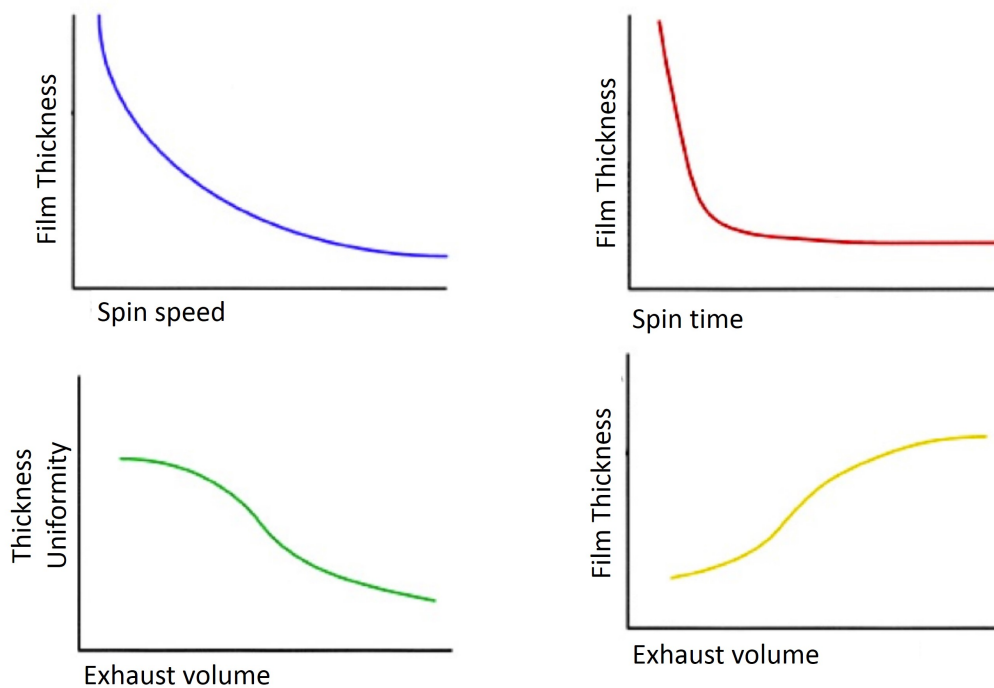 Film Thickness
Spin speed
Film Thickness
Spin time
Thickness
Uniformity
Exhaust volume
Film Thickness
Exhaust volume